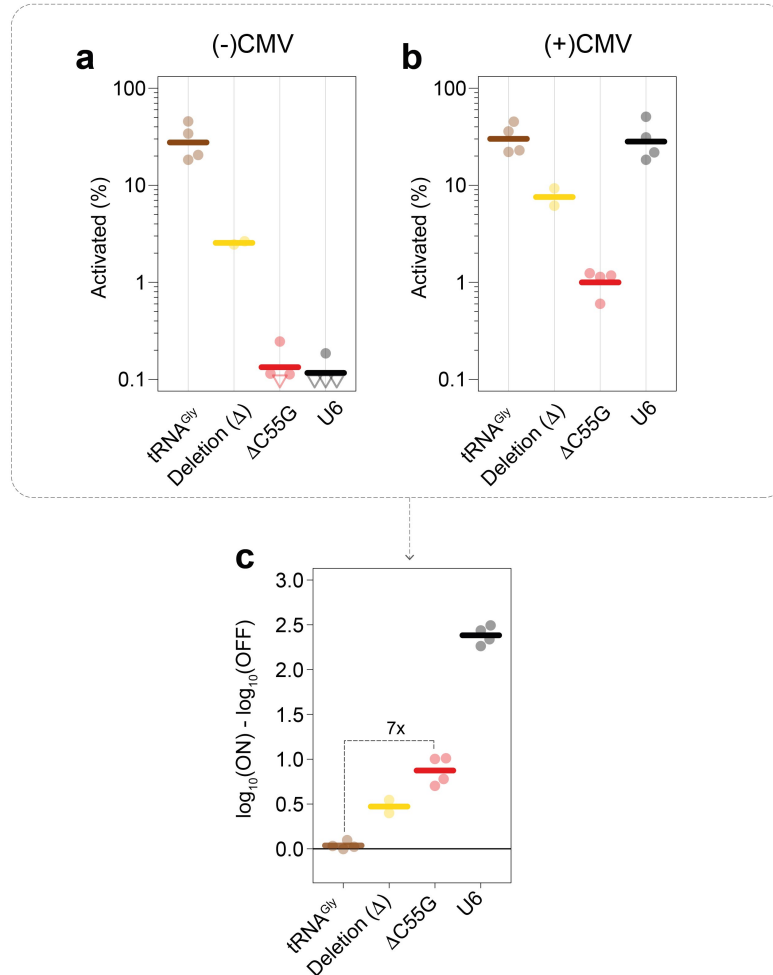 a
(-)CMV
Activated (%)
100
10
1
0.1
tRNAᴳˡʸ
Deletion (Δ)
ΔC55G
U6
b
(+)CMV
Activated (%)
100
10
1
0.1
tRNAᴳˡʸ
Deletion (Δ)
ΔC55G
U6
c
log₁₀(ON) - log₁₀(OFF)
3.0
2.5
2.0
1.5
1.0
0.5
0.0
7x
tRNAᴳˡʸ
Deletion (Δ)
ΔC55G
U6